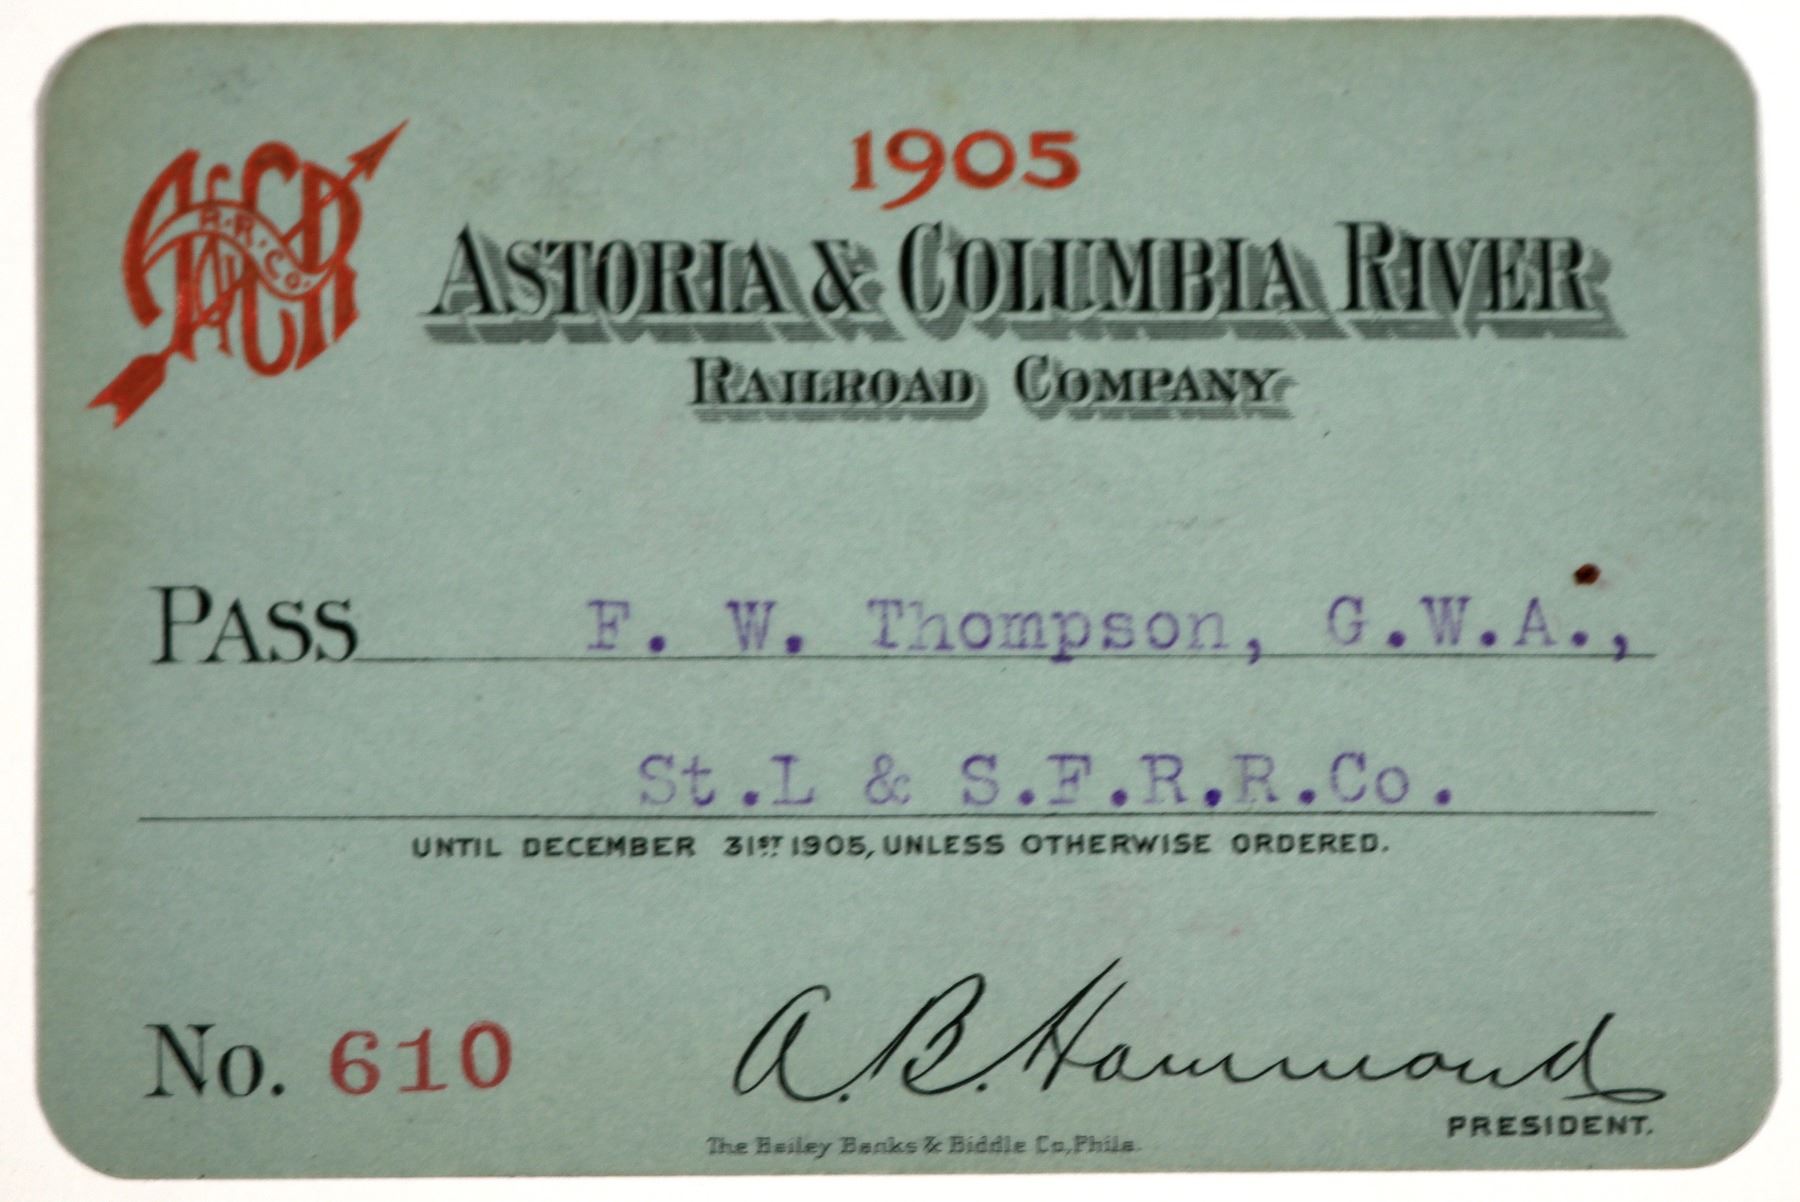 A & C R
R. R. Co.
1905
ASTORIA & COLUMBIA RIVER
RAILROAD COMPANY
PASS F. W. Thompson, G.W.A.,
St.L & S.F.R.R.Co.
UNTIL DECEMBER 31ST 1905, UNLESS OTHERWISE ORDERED.
No. 610
A. B. Hammond
PRESIDENT.
The Bailey Banks & Biddle Co., Phila.